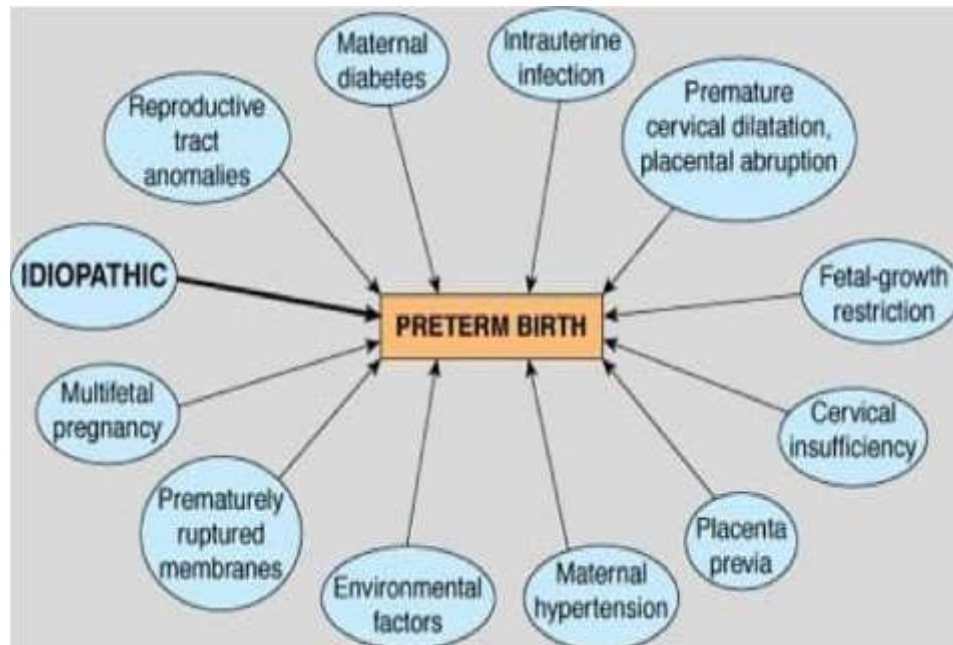 Maternal
diabetes
Intrauterine
infection
Premature
cervical dilatation,
placental abruption
Reproductive
tract
anomalies
IDIOPATHIC
Fetal-growth
restriction
PRETERM BIRTH
Multifetal
pregnancy
Cervical
insufficiency
Prematurely
ruptured
membranes
Placenta
previa
Environmental
factors
Maternal
hypertension